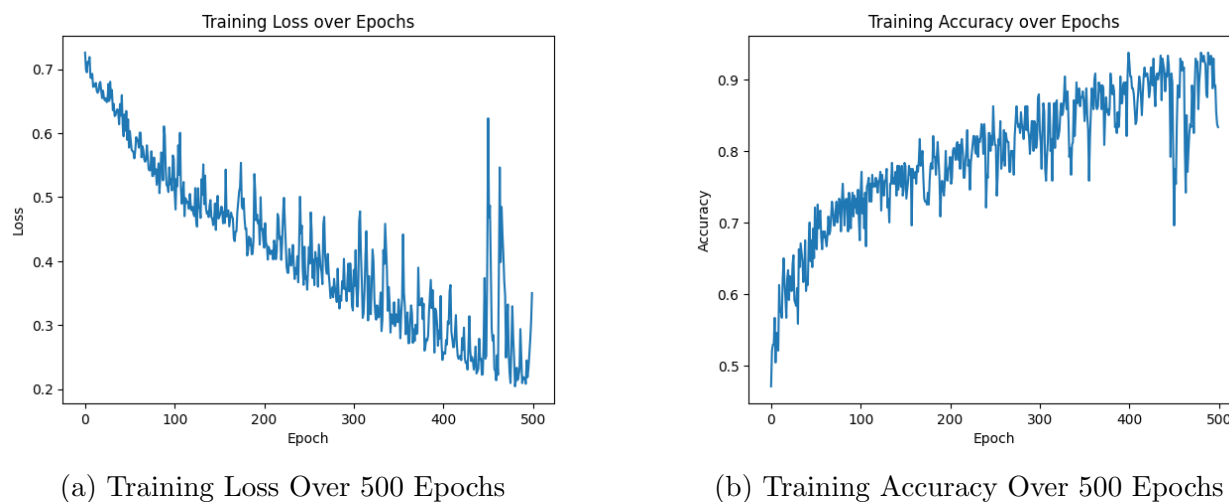 Training Loss over Epochs
0.7
0.6
0.5
0.4
0.3
0.2
Loss
0 100 200 300 400 500
Epoch
(a) Training Loss Over 500 Epochs
Training Accuracy over Epochs
0.9
0.8
0.7
0.6
0.5
Accuracy
0 100 200 300 400 500
Epoch
(b) Training Accuracy Over 500 Epochs